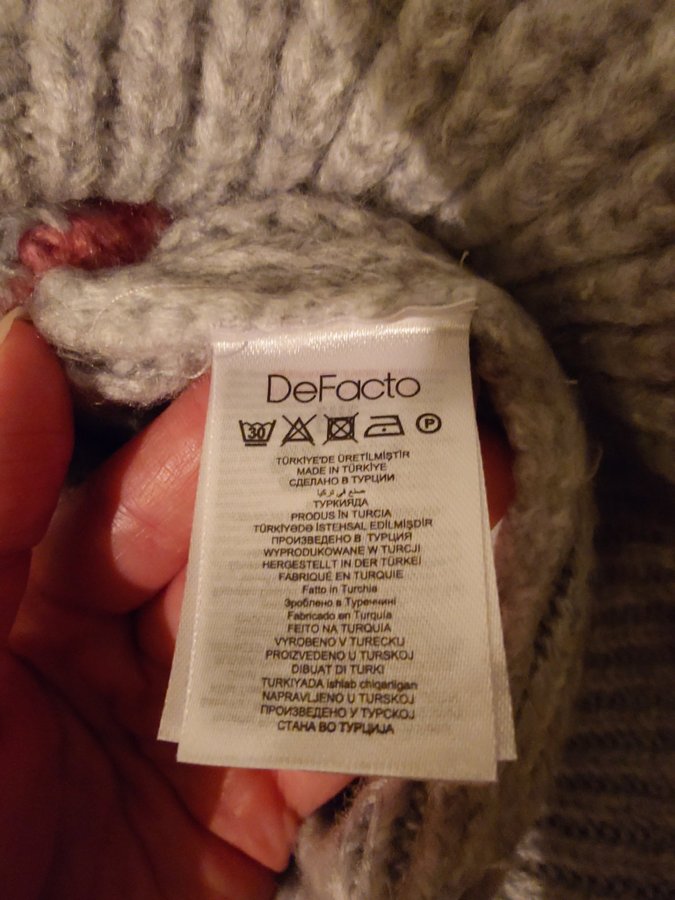 DeFacto
30 P
TÜRKİYE'DE ÜRETİLMİŞTİR
MADE IN TÜRKİYE
СДЕЛАНО В ТУРЦИИ
صنع في تركيا
ТУРКИЯДА
PRODUS ÎN TURCIA
TÜRKİYƏDƏ İSTEHSAL EDİLMİŞDİR
ПРОИЗВЕДЕНО В ТУРЦИЯ
WYPRODUKOWANE W TURCJI
HERGESTELLT IN DER TÜRKEI
FABRIQUÉ EN TURQUIE
Fatto in Turchia
Зроблено в Туреччині
Fabricado en Turquía
FEITO NA TURQUIA
VYROBENO V TURECKU
PROIZVEDENO U TURSKOJ
DIBUAT DI TURKI
TURKIYADA ishlab chiqarilgan
NAPRAVLJENO U TURSKOJ
ПРОИЗВЕДЕНО У ТУРСКОЈ
СТАНА ВО ТУРЦИЈА